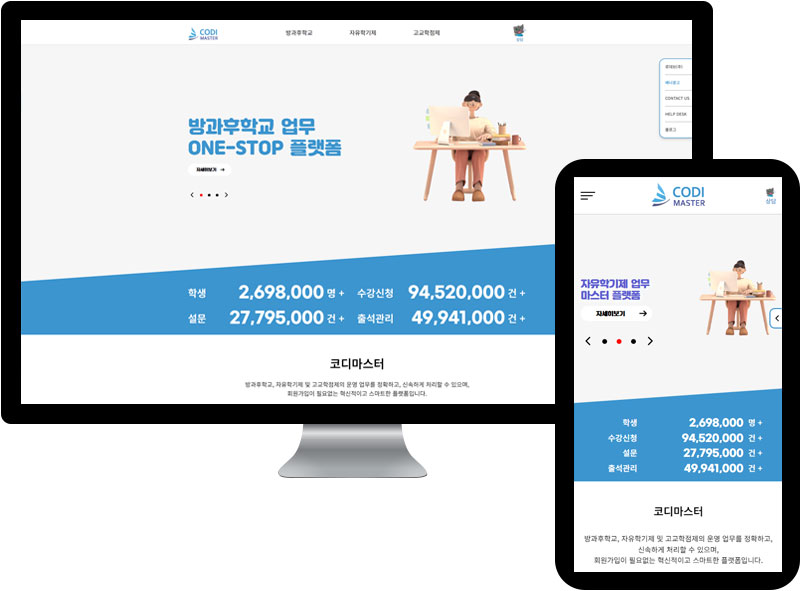 CODI
MASTER
방과후학교
자유학기제
고교학점제
상담
CONTACT US
HELP DESK
블로그
방과후학교 업무
ONE-STOP 플랫폼
자세히보기
학생 2,698,000 명 + 수강신청 94,520,000 건 +
설문 27,795,000 건 + 출석관리 49,941,000 건 +
코디마스터
방과후학교, 자유학기제 및 고교학점제의 운영 업무를 정확하고, 신속하게 처리할 수 있으며,
회원가입이 필요없는 혁신적이고 스마트한 플랫폼입니다.
CODI
MASTER
상담
자유학기제 업무
마스터 플랫폼
자세히보기
학생 2,698,000 명 +
수강신청 94,520,000 건 +
설문 27,795,000 건 +
출석관리 49,941,000 건 +
코디마스터
방과후학교, 자유학기제 및 고교학점제의 운영 업무를 정확하고,
신속하게 처리할 수 있으며,
회원가입이 필요없는 혁신적이고 스마트한 플랫폼입니다.